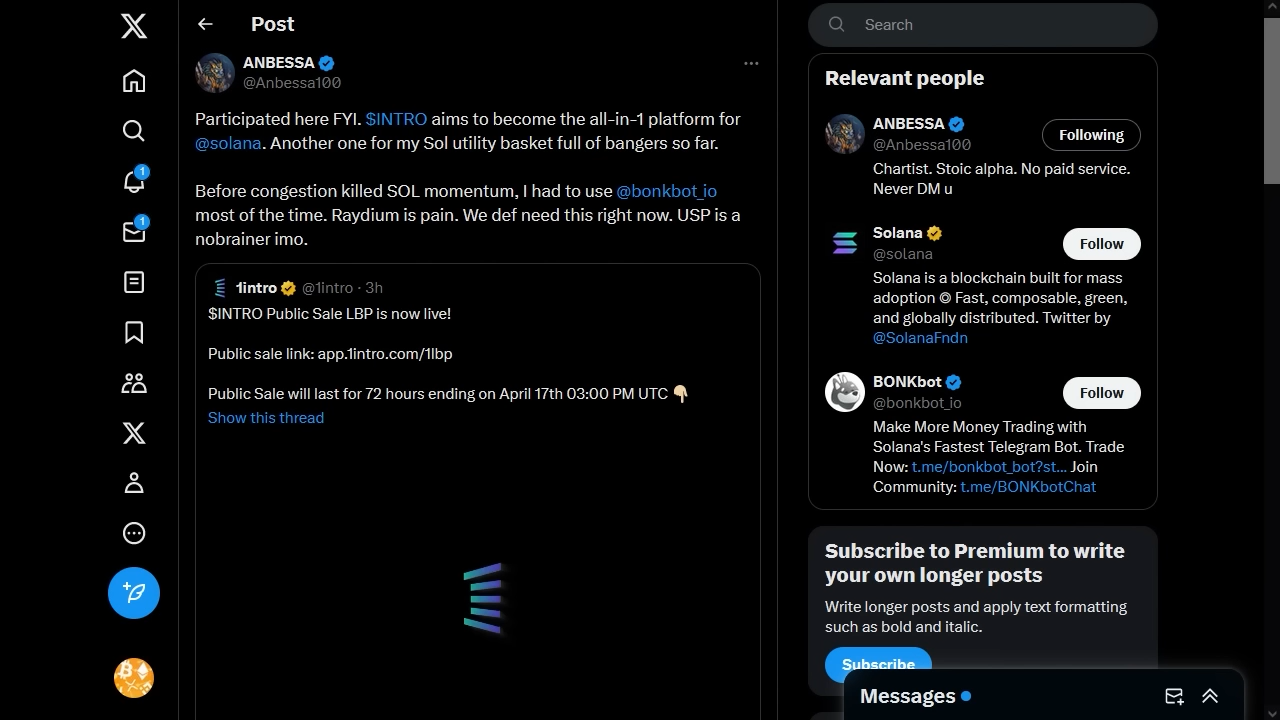 Post
ANBESSA
@Anbessa100
Participated here FYI. $INTRO aims to become the all-in-1 platform for
@solana. Another one for my Sol utility basket full of bangers so far.
Before congestion killed SOL momentum, I had to use @bonkbot_io
most of the time. Raydium is pain. We def need this right now. USP is a
nobrainer imo.
1intro @1intro · 3h
$INTRO Public Sale LBP is now live!
Public sale link: app.1intro.com/1lbp
Public Sale will last for 72 hours ending on April 17th 03:00 PM UTC 👇🏼
Show this thread
1
1
Search
Relevant people
ANBESSA
@Anbessa100
Following
Chartist. Stoic alpha. No paid service.
Never DM u
Solana
@solana
Follow
Solana is a blockchain built for mass
adoption © Fast, composable, green,
and globally distributed. Twitter by
@SolanaFndn
BONKbot
@bonkbot_io
Follow
Make More Money Trading with
Solana's Fastest Telegram Bot. Trade
Now: t.me/bonkbot_bot?st... Join
Community: t.me/BONKbotChat
Subscribe to Premium to write
your own longer posts
Write longer posts and apply text formatting
such as bold and italic.
Subscribe
Messages